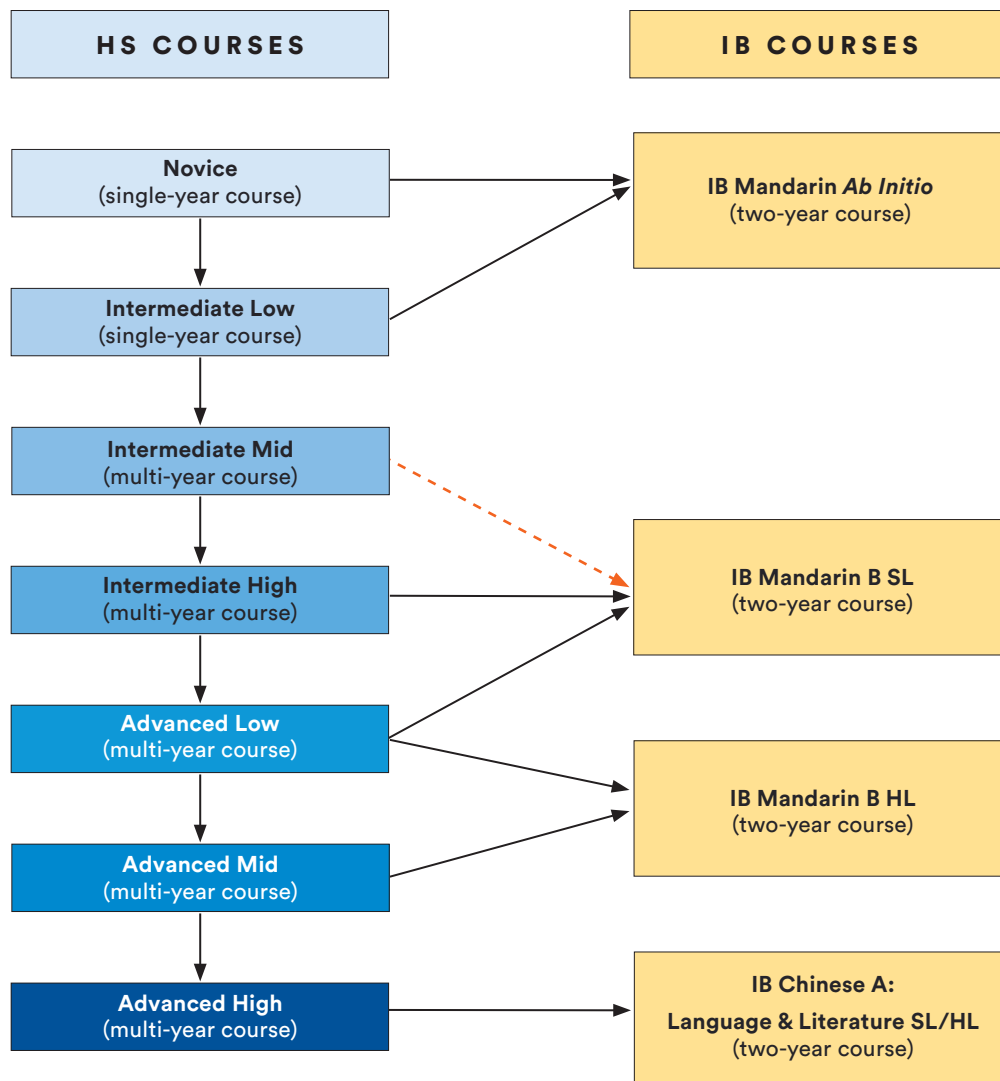 HS COURSES
IB COURSES
Novice
(single-year course)
IB Mandarin Ab Initio
(two-year course)
Intermediate Low
(single-year course)
Intermediate Mid
(multi-year course)
Intermediate High
(multi-year course)
IB Mandarin B SL
(two-year course)
Advanced Low
(multi-year course)
IB Mandarin B HL
(two-year course)
Advanced Mid
(multi-year course)
Advanced High
(multi-year course)
IB Chinese A:
Language & Literature SL/HL
(two-year course)